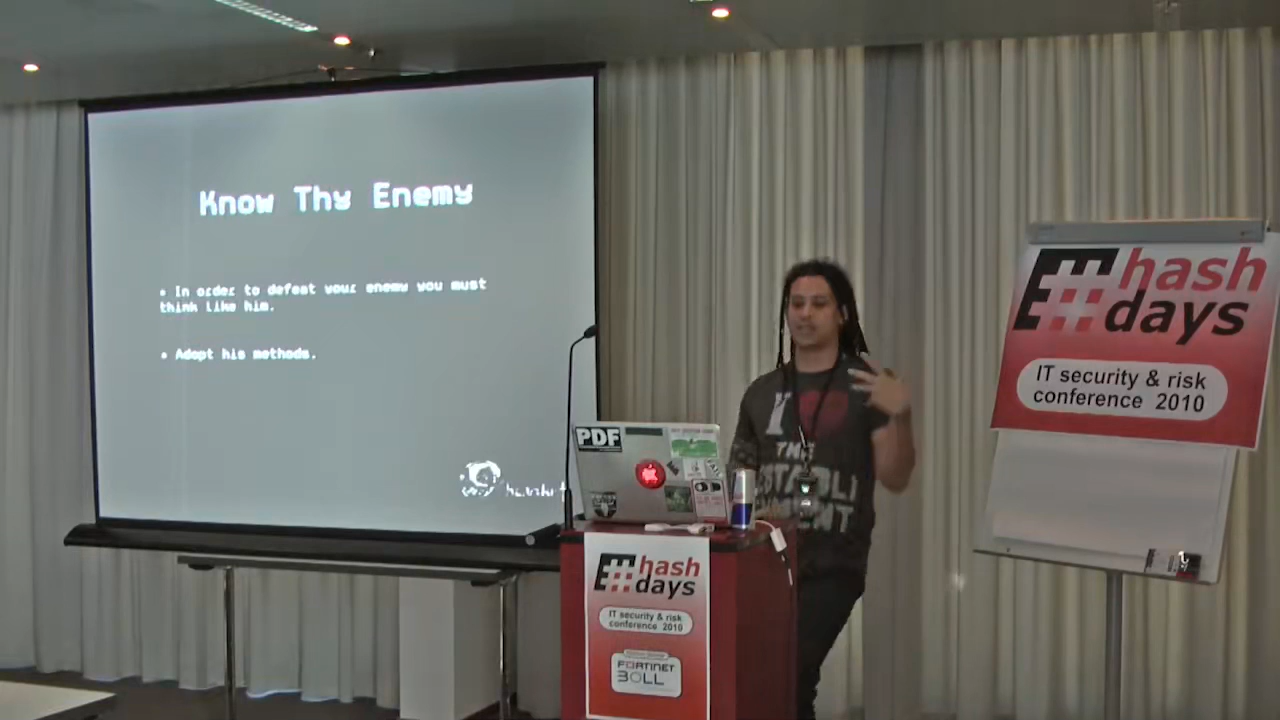 Know Thy Enemy
• In order to defeat your enemy you must
think like him.
• Adopt his methods.
hash
days
IT security & risk
conference 2010
PDF
I
THE
hash
days
IT security & risk
conference 2010
FORTINET
BOLL